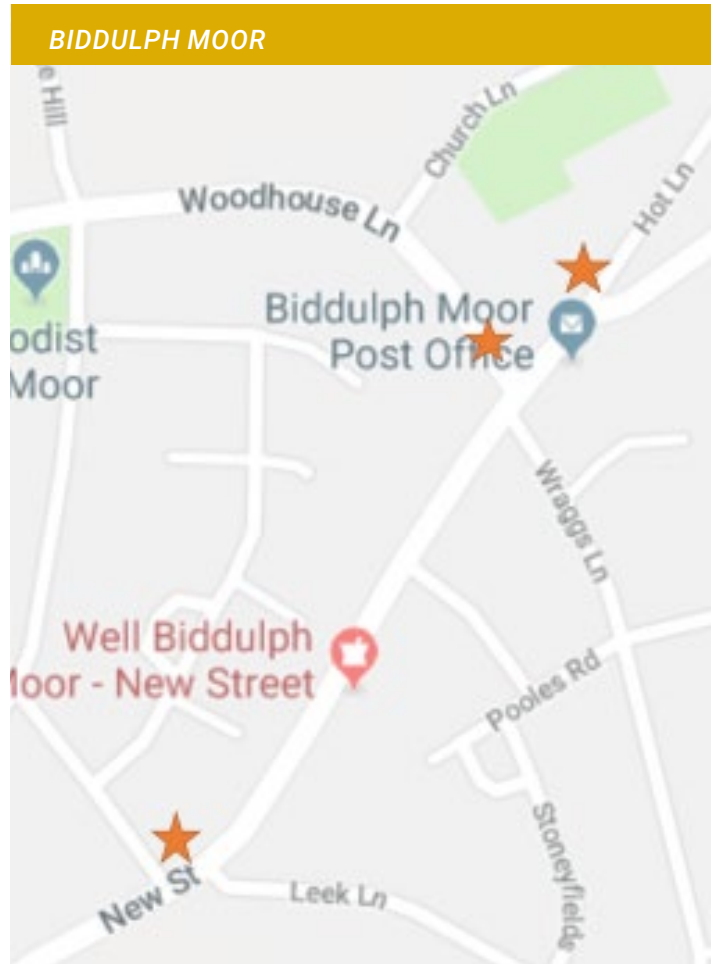 BIDDULPH MOOR
e Hill
Church Ln
Woodhouse Ln
Hot Ln
Biddulph Moor
Post Office
odist
Moor
Wraggs Ln
Well Biddulph
Moor - New Street
Pooles Rd
Stoneyfields
New St
Leek Ln